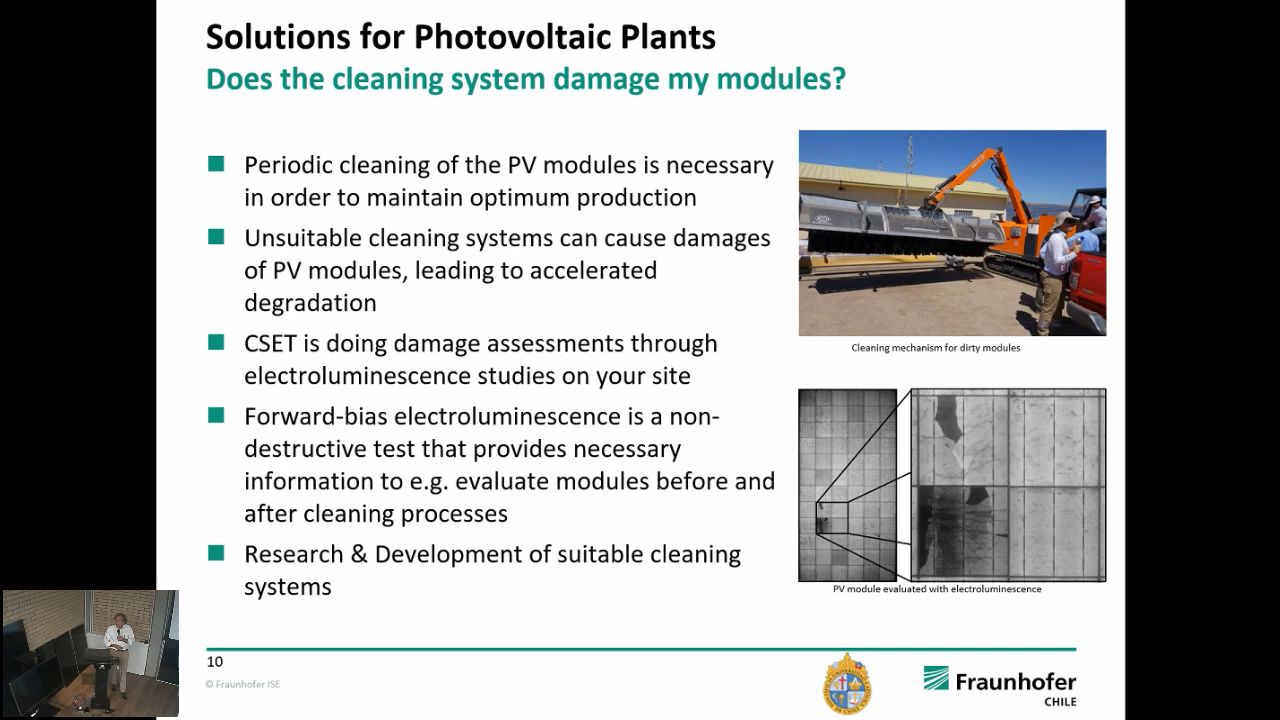 Solutions for Photovoltaic Plants
Does the cleaning system damage my modules?
■ Periodic cleaning of the PV modules is necessary
in order to maintain optimum production
■ Unsuitable cleaning systems can cause damages
of PV modules, leading to accelerated
degradation
■ CSET is doing damage assessments through
electroluminescence studies on your site
■ Forward-bias electroluminescence is a non-
destructive test that provides necessary
information to e.g. evaluate modules before and
after cleaning processes
■ Research & Development of suitable cleaning
systems
Cleaning mechanism for dirty modules
PV module evaluated with electroluminescence
10
© Fraunhofer ISE
Fraunhofer
CHILE